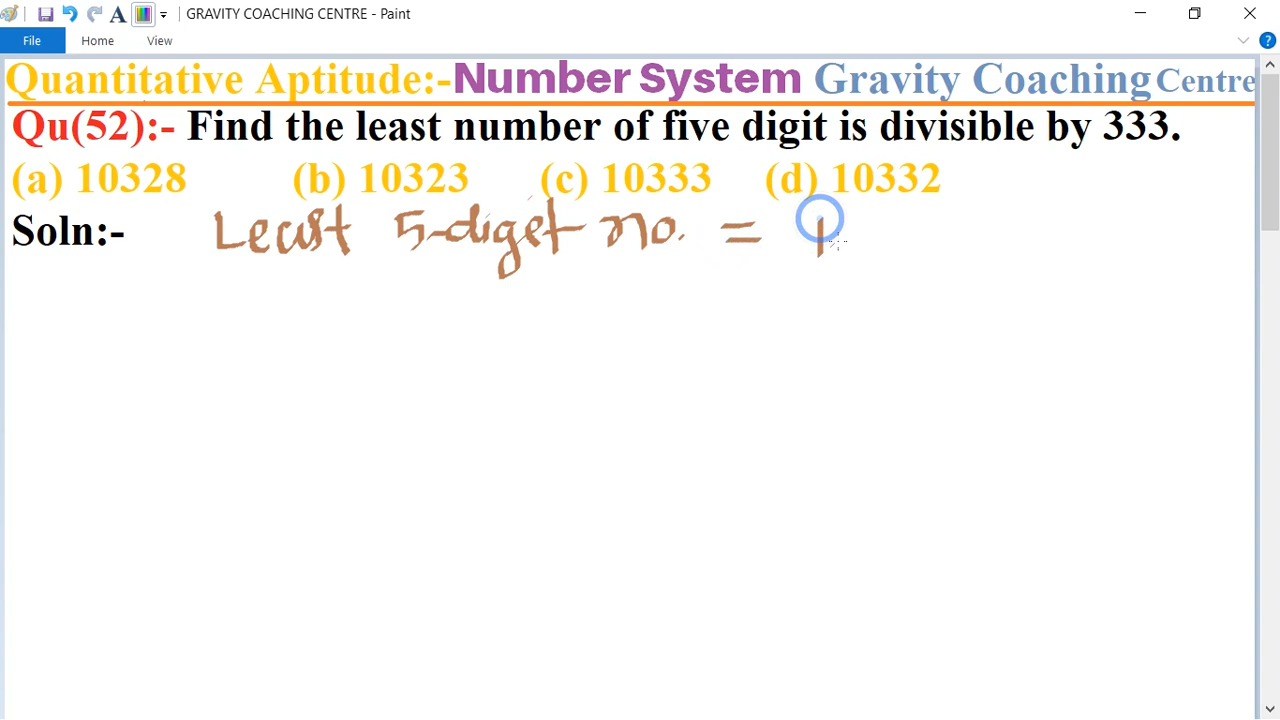 GRAVITY COACHING CENTRE - Paint
File Home View
Quantitative Aptitude:-Number System Gravity Coaching Centre
Qu(52):- Find the least number of five digit is divisible by 333.
(a) 10328 (b) 10323 (c) 10333 (d) 10332
Soln:- Least 5-digit no. = 1